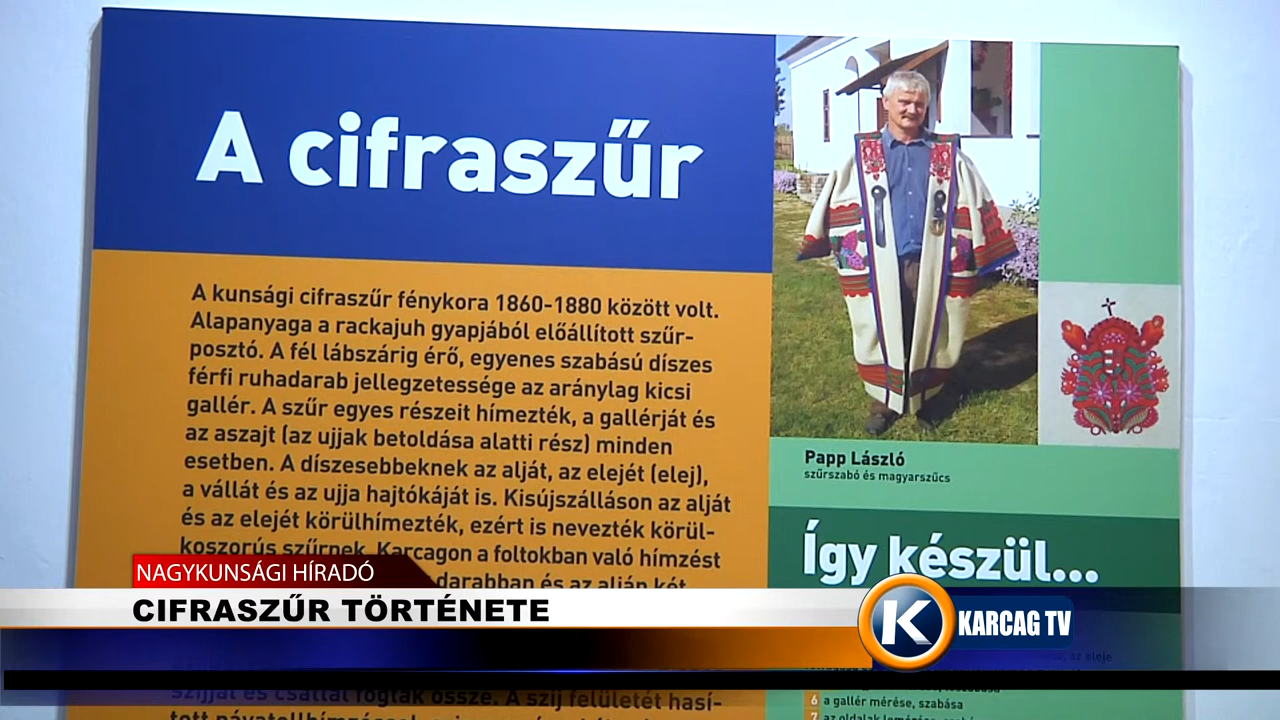 A cifraszűr
A kunsági cifraszűr fénykora 1860-1880 között volt.
Alapanyaga a rackajuh gyapjából előállított szűr-
posztó. A fél lábszárig érő, egyenes szabású díszes
férfi ruhadarab jellegzetessége az aránylag kicsi
gallér. A szűr egyes részeit hímezték, a gallérját és
az aszajt (az ujjak betoldása alatti rész) minden
esetben. A díszesebbeknek az alját, az elejét (elej),
a vállát és az ujja hajtókáját is. Kisújszálláson az alját
és az elejét körülhímezték, ezért is nevezték körül-
koszorús szűrnek. Karcagon a foltokban való hímzést
darabban és az alján két
szíjjal és csattal fogták össze. A szíj felületét hasí-
Papp László
szűrszabó és magyarszűcs
Így készül...
az eleje
6 a gallér mérése, szabása
7
NAGYKUNSÁGI HÍRADÓ
CIFRASZŰR TÖRTÉNETE
K KARCAG TV